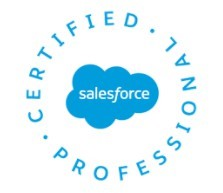 · CERTIFIED ·
salesforce
PROFESSIONAL